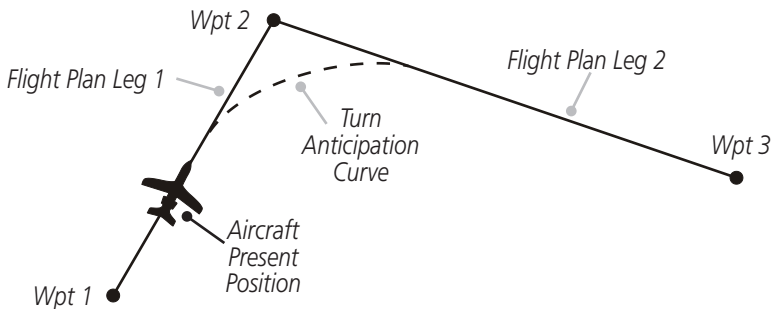 Wpt 2
Flight Plan Leg 1
Flight Plan Leg 2
Turn
Anticipation
Curve
Wpt 3
Aircraft
Present
Position
Wpt 1